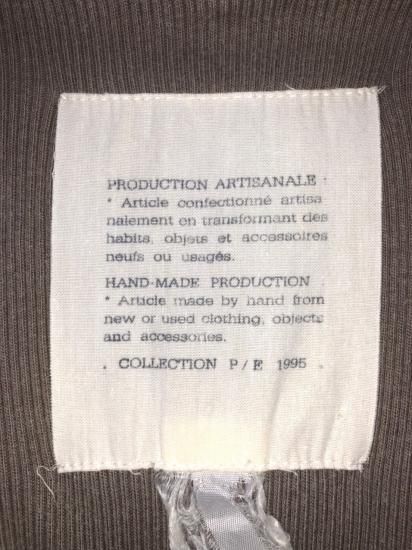 PRODUCTION ARTISANALE :
* Article confectionné artisa
nalement en transformant des
habits, objets et accessoires
neufs ou usagés.
HAND-MADE PRODUCTION :
* Article made by hand from
new or used clothing, objects
and accessories.
. COLLECTION P/E 1995 .